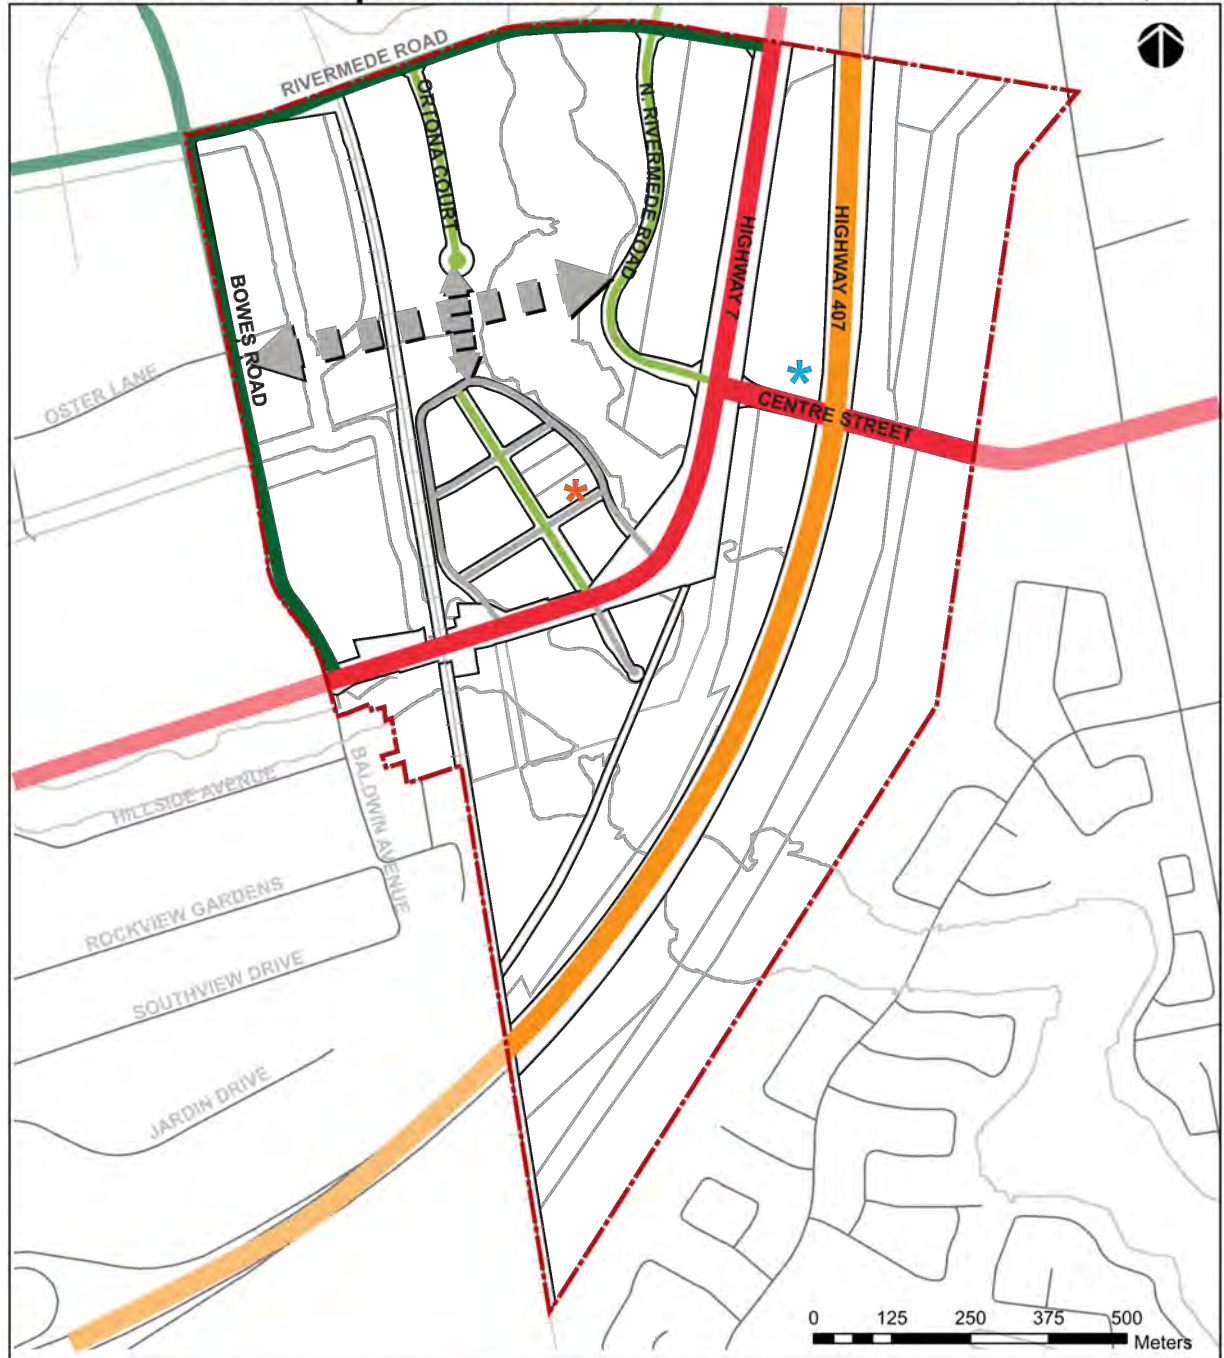 RIVERMEDE ROAD
ORTONA COURT
N. RIVERMEDE ROAD
HIGHWAY 7
HIGHWAY 407
BOWES ROAD
OSTER LANE
CENTRE STREET
HILLSIDE AVENUE
BALDWIN AVENUE
ROCKVIEW GARDENS
SOUTHVIEW DRIVE
JARDIN DRIVE
0 125 250 375 500
Meters